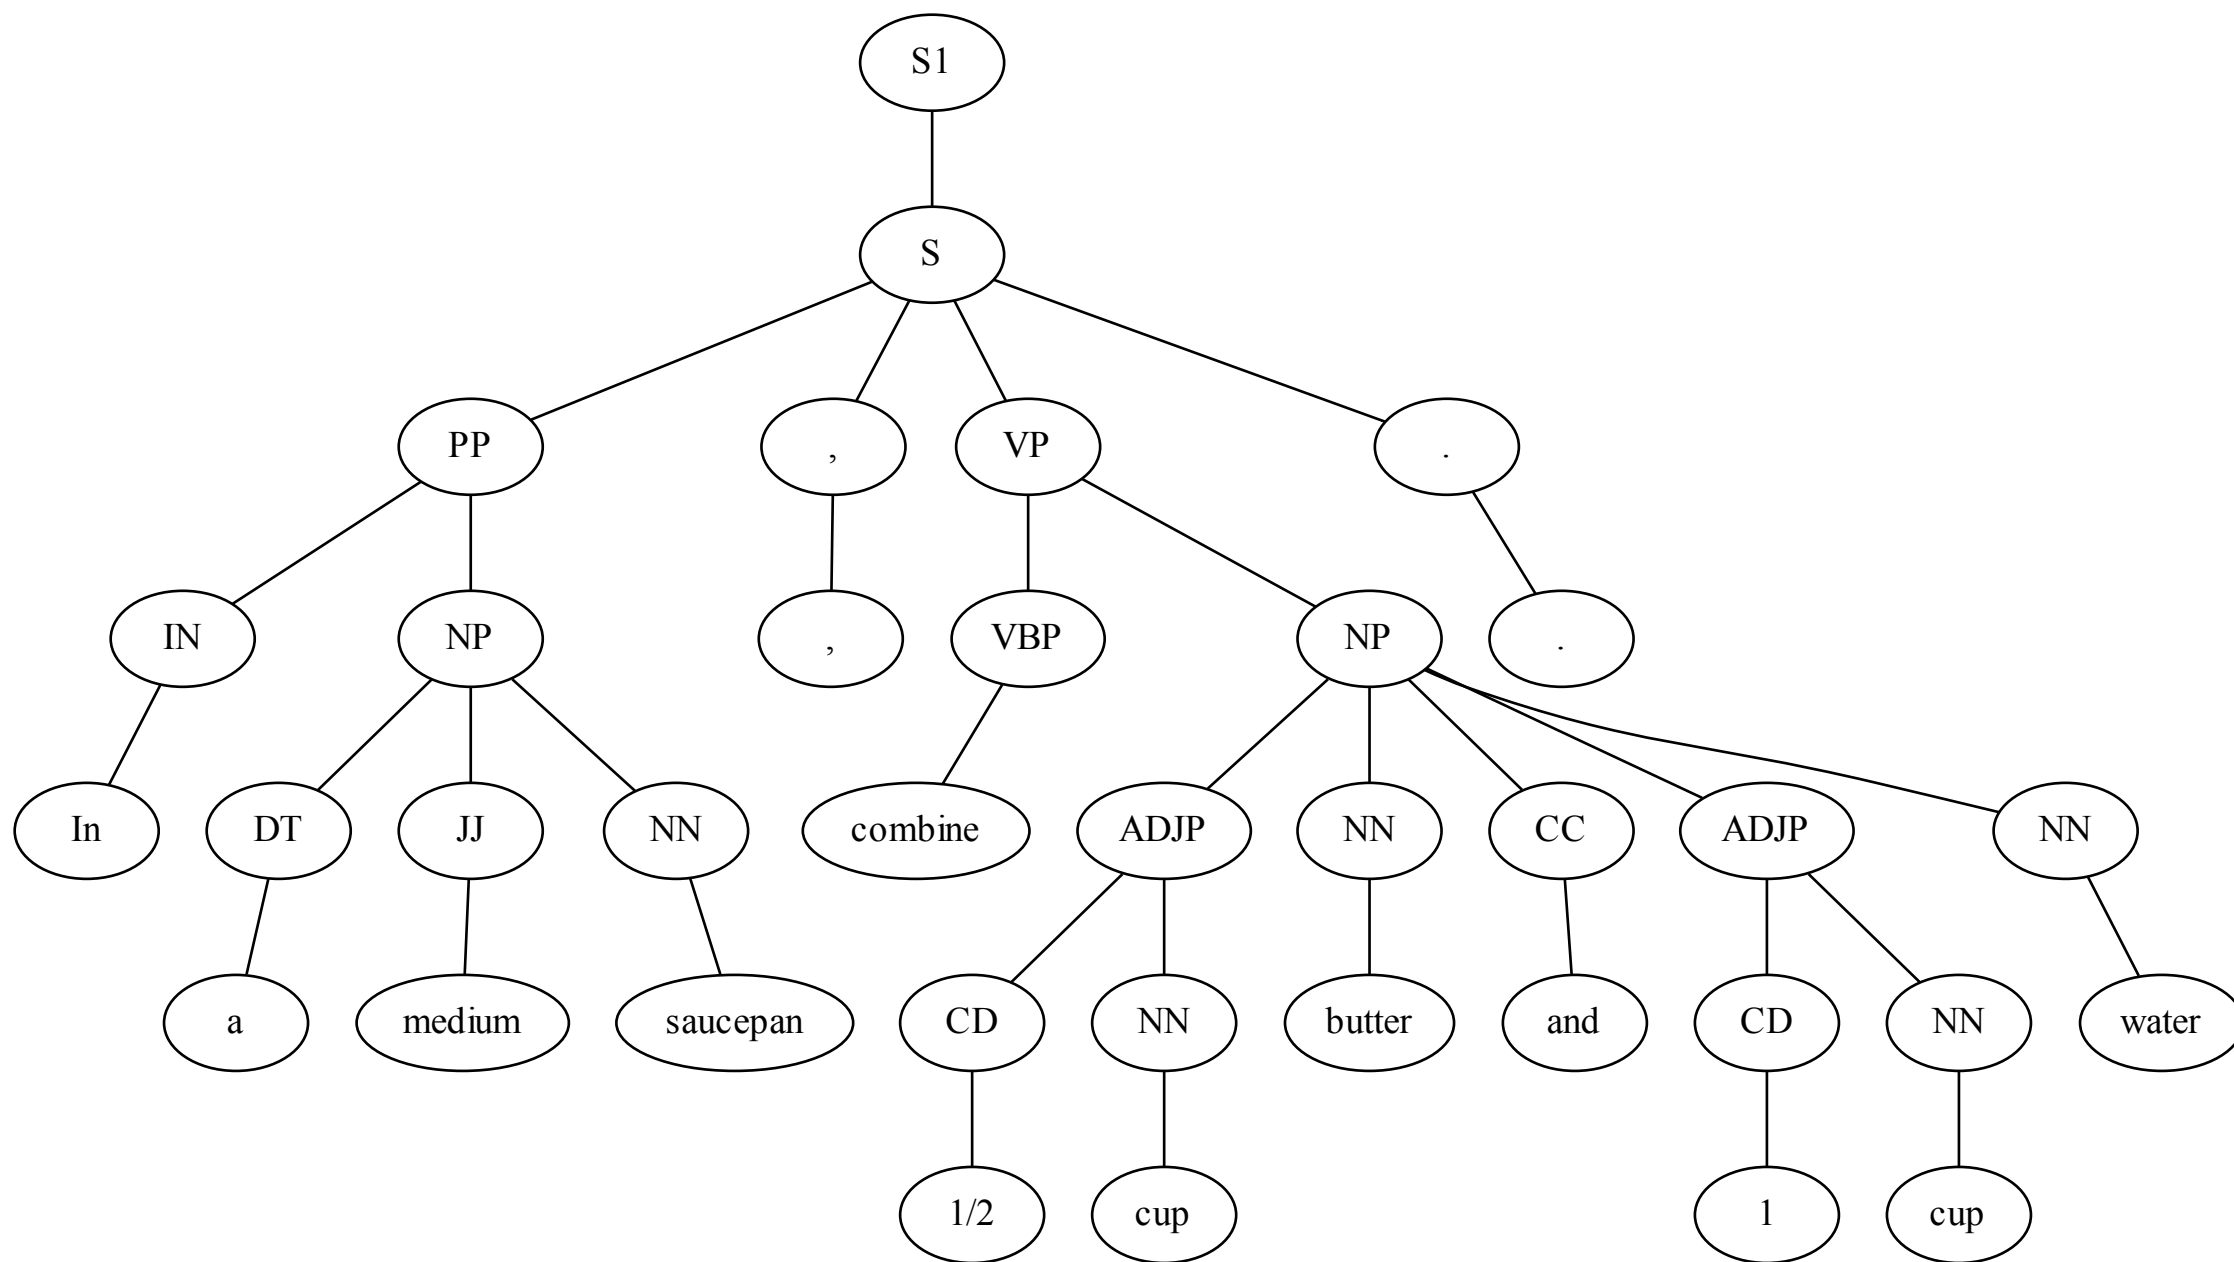 S1
S
PP , VP .
IN NP , VBP NP .
In DT JJ NN combine ADJP NN CC ADJP NN
a medium saucepan CD NN butter and CD NN water
1/2 cup 1 cup